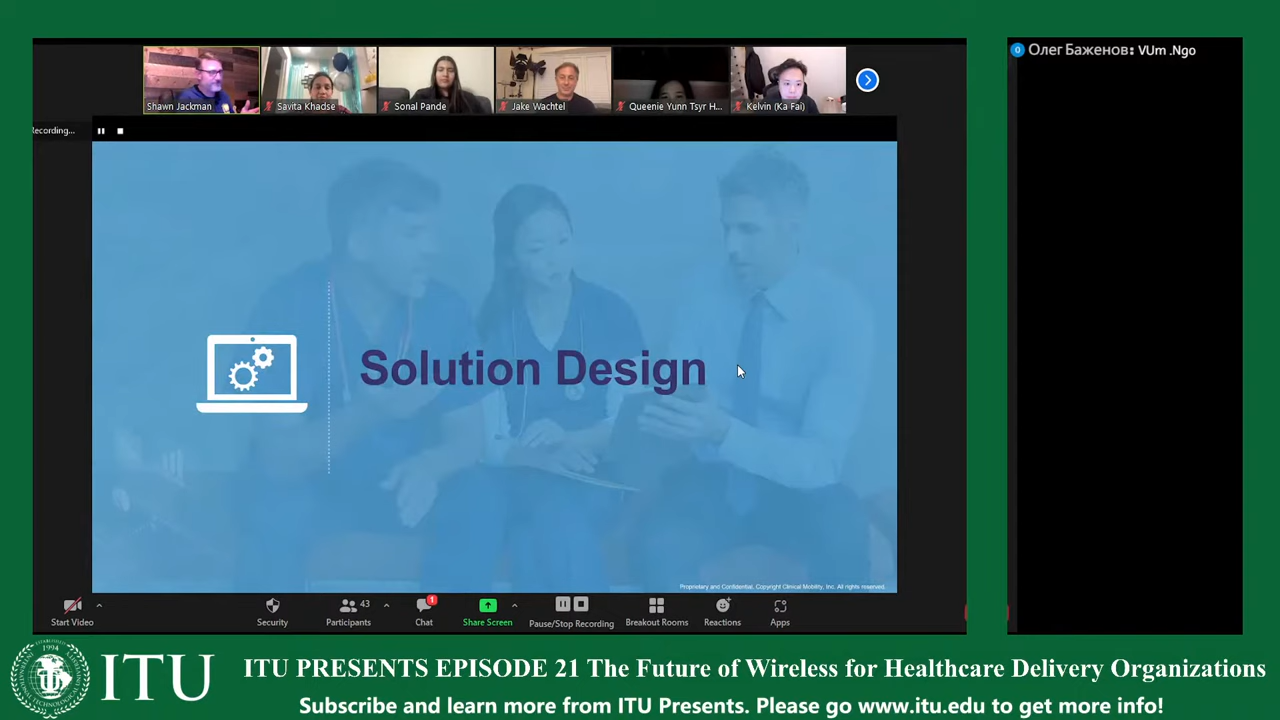 Shawn Jackman
Savita Khadse
Sonal Pande
Jake Wachtel
Queenie Yunn Tsyr H...
Kelvin (Ka Fai)
Олег Баженов: VUm .Ngo
ecording...
Solution Design
Proprietary and Confidential, Copyright Clinical Mobility, Inc. All rights reserved.
Start Video
Security
43
Participants
1
Chat
Share Screen
Pause/Stop Recording
Breakout Rooms
Reactions
Apps
1994
ITU
ITU PRESENTS EPISODE 21 The Future of Wireless for Healthcare Delivery Organizations
Subscribe and learn more from ITU Presents. Please go www.itu.edu to get more info!